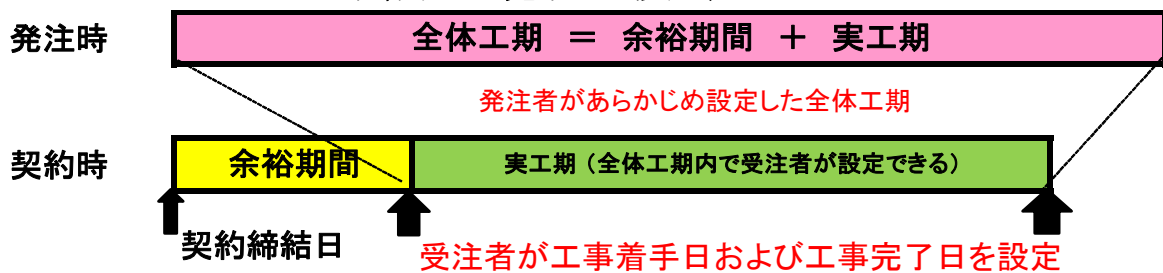 発注時
全体工期 ＝ 余裕期間 ＋ 実工期
発注者があらかじめ設定した全体工期
契約時
余裕期間
実工期（全体工期内で受注者が設定できる）
契約締結日
受注者が工事着手日および工事完了日を設定